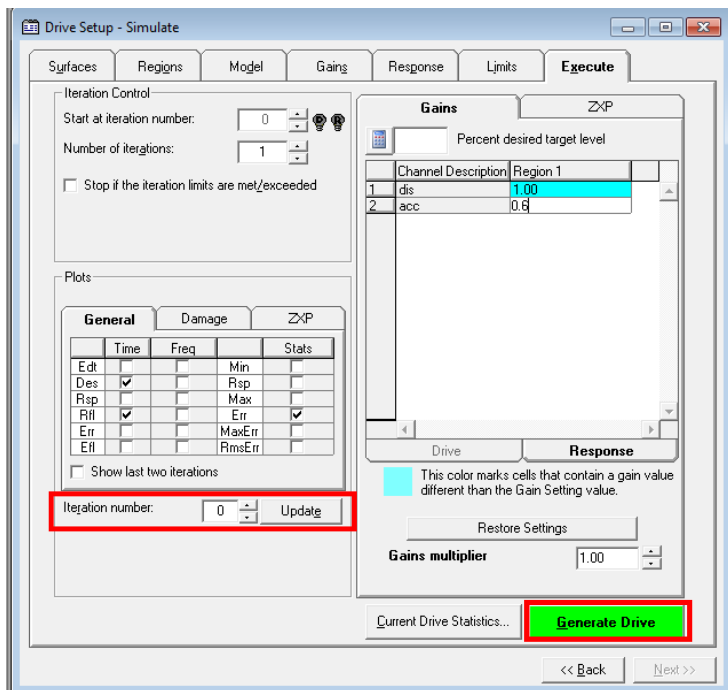 Drive Setup - Simulate
Surfaces Regions Model Gains Response Limits Execute
Iteration Control
Start at iteration number: 0
Number of iterations: 1
Stop if the iteration limits are met/exceeded
Plots
General Damage ZXP
Time Freq Stats
Edt Min
Des Rsp
Rsp Max
Rfl Err
Err MaxErr
Efl RmsErr
Show last two iterations
Iteration number: 0 Update
Gains ZXP
Percent desired target level
Channel Description Region 1
1 dis 1.00
2 acc 0.6
Drive Response
This color marks cells that contain a gain value
different than the Gain Setting value.
Restore Settings
Gains multiplier 1.00
Current Drive Statistics... Generate Drive
<< Back Next >>